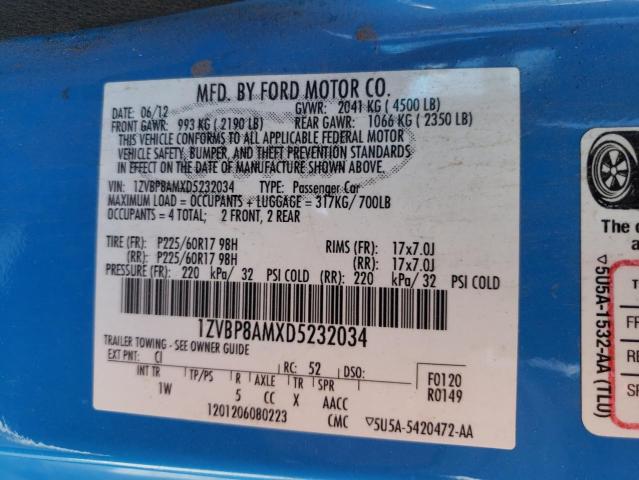 MFD. BY FORD MOTOR CO.
DATE: 06/12 GVWR: 2041 KG ( 4500 LB)
FRONT GAWR: 993 KG ( 2190 LB) REAR GAWR: 1066 KG ( 2350 LB)
THIS VEHICLE CONFORMS TO ALL APPLICABLE FEDERAL MOTOR
VEHICLE SAFETY, BUMPER, AND THEFT PREVENTION STANDARDS
IN EFFECT ON THE DATE OF MANUFACTURE SHOWN ABOVE.
VIN: 1ZVBP8AMXD5232034 TYPE: Passenger Car
MAXIMUM LOAD = OCCUPANTS + LUGGAGE = 317KG/ 700LB
OCCUPANTS = 4 TOTAL; 2 FRONT, 2 REAR
TIRE (FR): P225/60R17 98H RIMS (FR): 17x7.0J
(RR): P225/60R17 98H (RR): 17x7.0J
PRESSURE (FR): 220 kPa/ 32 PSI COLD (RR): 220 kPa/ 32 PSI COLD
1ZVBP8AMXD5232034
TRAILER TOWING - SEE OWNER GUIDE
EXT PNT: CI RC: 52 DSO:
INT TR TP/PS R AXLE TR SPR F0120
1W 5 CC X AACC R0149
1201206080223 CMC ▽5U5A-5420472-AA
The
a
T
FR
RE
SP
▽5U5A-1532-AA (TLU)